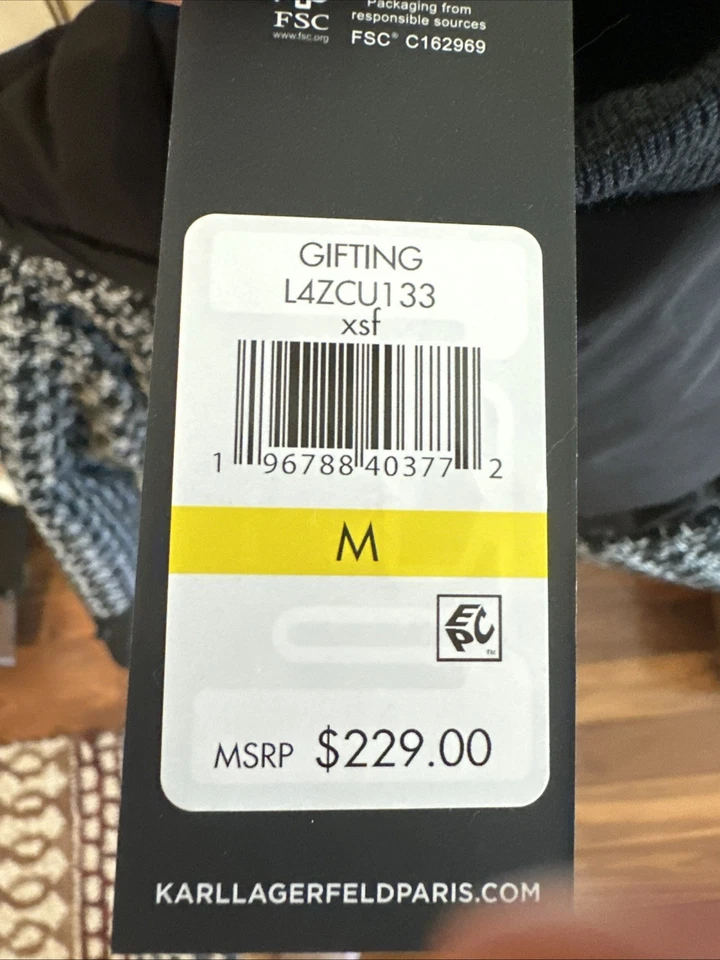 FSC
www.fsc.org
Packaging from
responsible sources
FSC® C162969
GIFTING
L4ZCU133
xsf
1 96788 40377 2
M
EPC
TM
MSRP $229.00
KARLLAGERFELDPARIS.COM